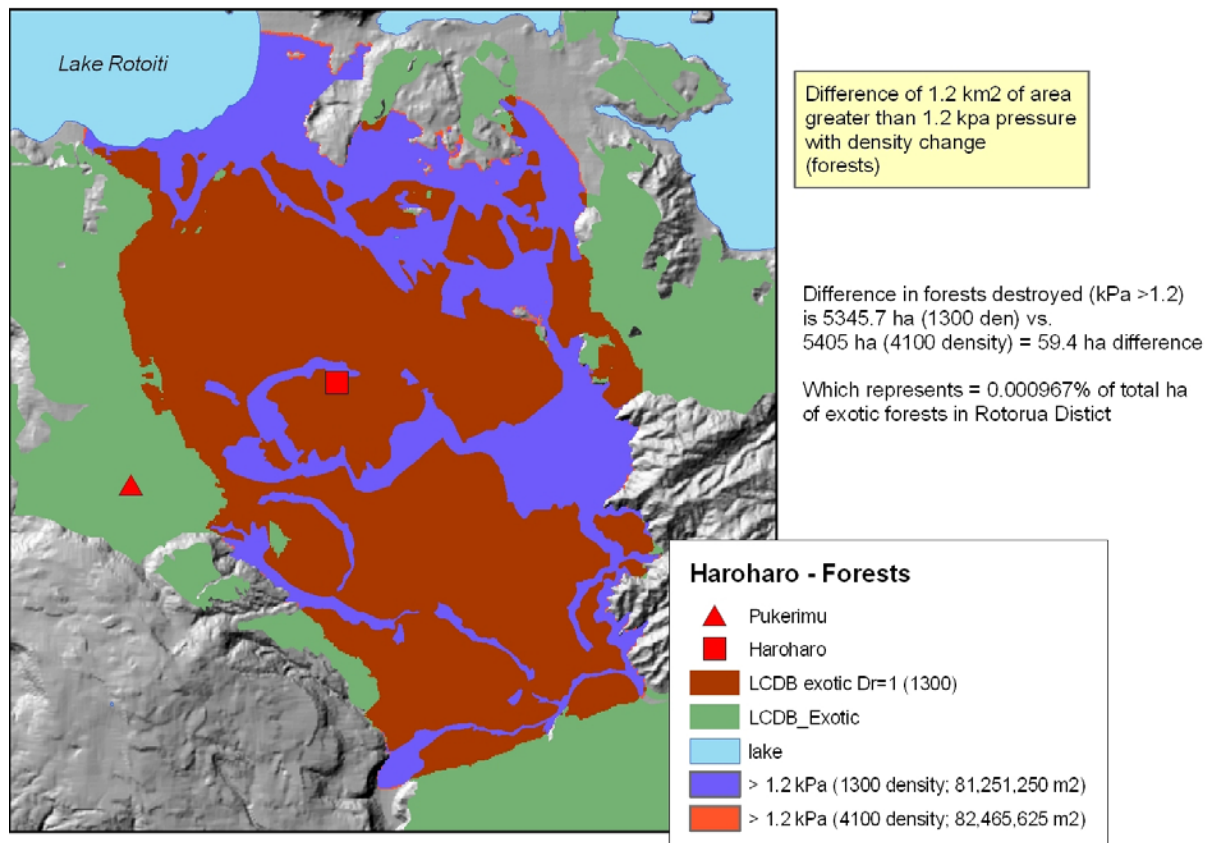 Lake Rotoiti
Difference of 1.2 km2 of area
greater than 1.2 kpa pressure
with density change
(forests)
Difference in forests destroyed (kPa >1.2)
is 5345.7 ha (1300 den) vs.
5405 ha (4100 density) = 59.4 ha difference
Which represents = 0.000967% of total ha
of exotic forests in Rotorua Distict
Haroharo - Forests
Pukerimu
Haroharo
LCDB exotic Dr=1 (1300)
LCDB_Exotic
lake
> 1.2 kPa (1300 density; 81,251,250 m2)
> 1.2 kPa (4100 density; 82,465,625 m2)